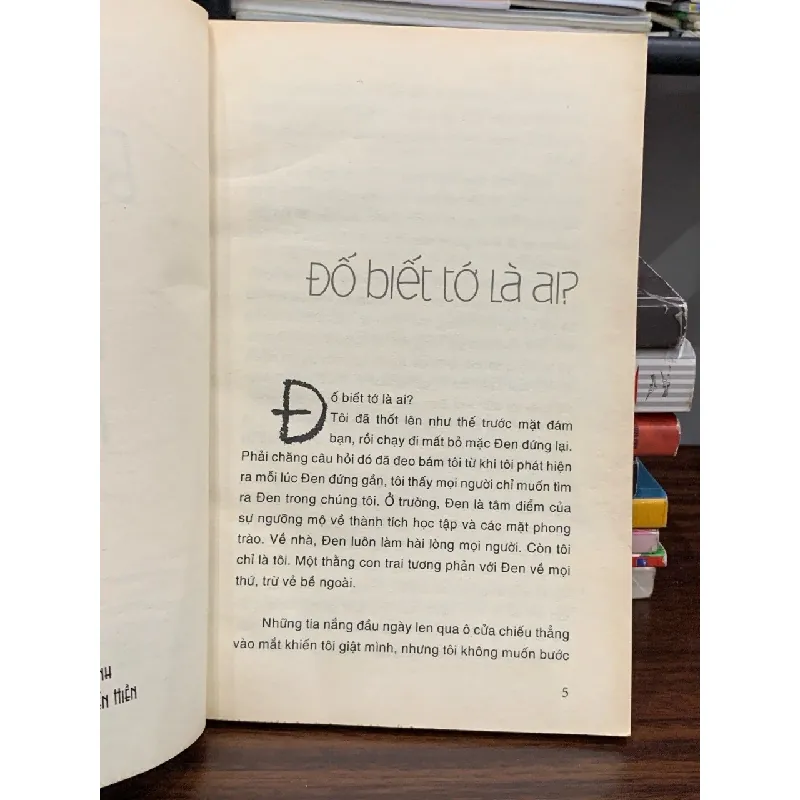 NH
ẾN HIỀN
Đố biết tớ là ai?
Đố biết tớ là ai?
Tôi đã thốt lên như thế trước mặt đám
bạn, rồi chạy đi mất bỏ mặc Đen đứng lại.
Phải chăng câu hỏi đó đã đeo bám tôi từ khi tôi phát hiện
ra mỗi lúc Đen đứng gần, tôi thấy mọi người chỉ muốn tìm
ra Đen trong chúng tôi. Ở trường, Đen là tâm điểm của
sự ngưỡng mộ về thành tích học tập và các mặt phong
trào. Về nhà, Đen luôn làm hài lòng mọi người. Còn tôi
chỉ là tôi. Một thằng con trai tương phản với Đen về mọi
thứ, trừ vẻ bề ngoài.
Những tia nắng đầu ngày len qua ô cửa chiếu thẳng
vào mắt khiến tôi giật mình, nhưng tôi không muốn bước
5